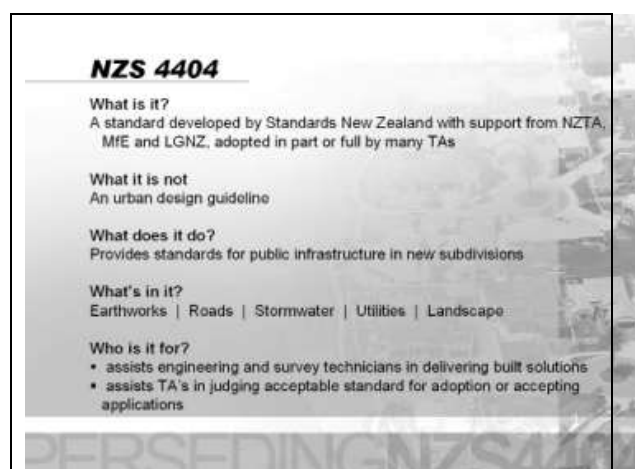 NZS 4404
What is it?
A standard developed by Standards New Zealand with support from NZTA,
MfE and LGNZ, adopted in part or full by many TAs
What it is not
An urban design guideline
What does it do?
Provides standards for public infrastructure in new subdivisions
What's in it?
Earthworks | Roads | Stormwater | Utilities | Landscape
Who is it for?
• assists engineering and survey technicians in delivering built solutions
• assists TA's in judging acceptable standard for adoption or accepting
applications
PERSEDINGNZS440